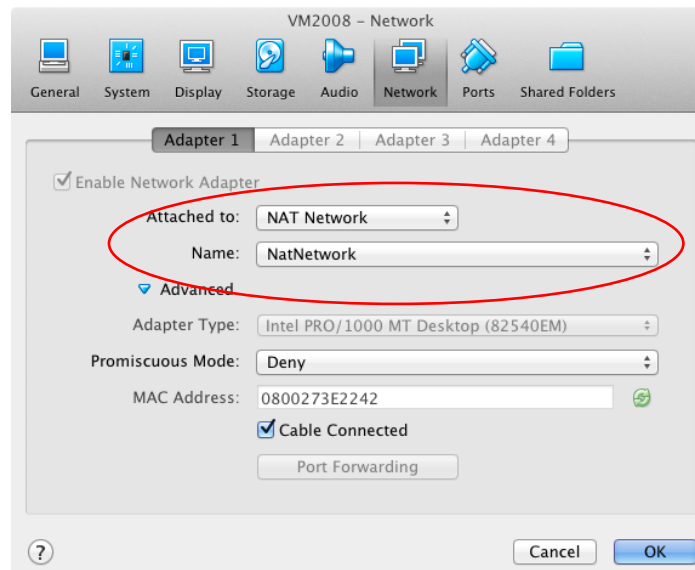 VM2008 – Network
General System Display Storage Audio Network Ports Shared Folders
Adapter 1 Adapter 2 Adapter 3 Adapter 4
Enable Network Adapter
Attached to: NAT Network
Name: NatNetwork
Advanced
Adapter Type: Intel PRO/1000 MT Desktop (82540EM)
Promiscuous Mode: Deny
MAC Address: 0800273E2242
Cable Connected
Port Forwarding
? Cancel OK